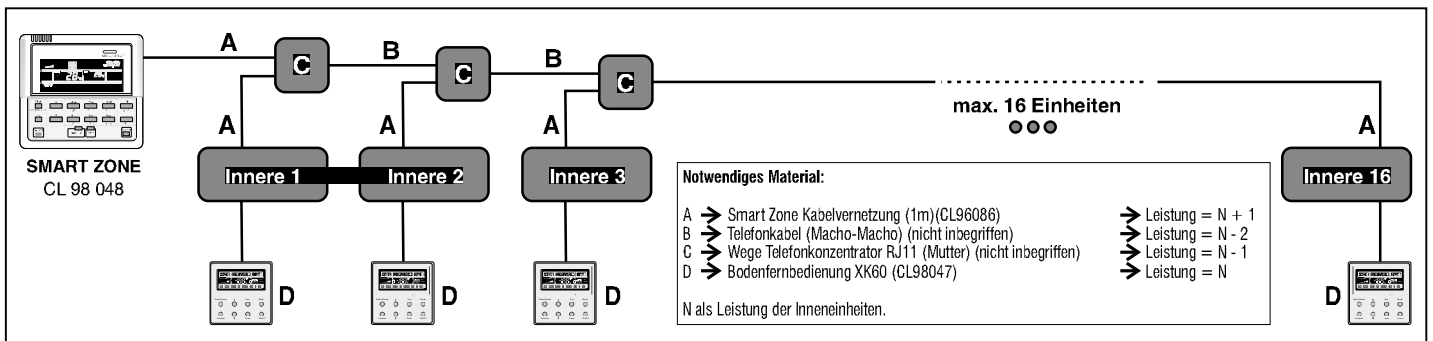 A
B
B
C
C
C
max. 16 Einheiten
A
A
A
A
SMART ZONE
CL 98 048
Innere 1
Innere 2
Innere 3
Innere 16
Notwendiges Material:
A → Smart Zone Kabelvernetzung (1m)(CL96086) → Leistung = N + 1
B → Telefonkabel (Macho-Macho) (nicht inbegriffen) → Leistung = N - 2
C → Wege Telefonkonzentrator RJ11 (Mutter) (nicht inbegriffen) → Leistung = N - 1
D → Bodenfernbedienung XK60 (CL98047) → Leistung = N
N als Leistung der Inneneinheiten.
D
D
D
D